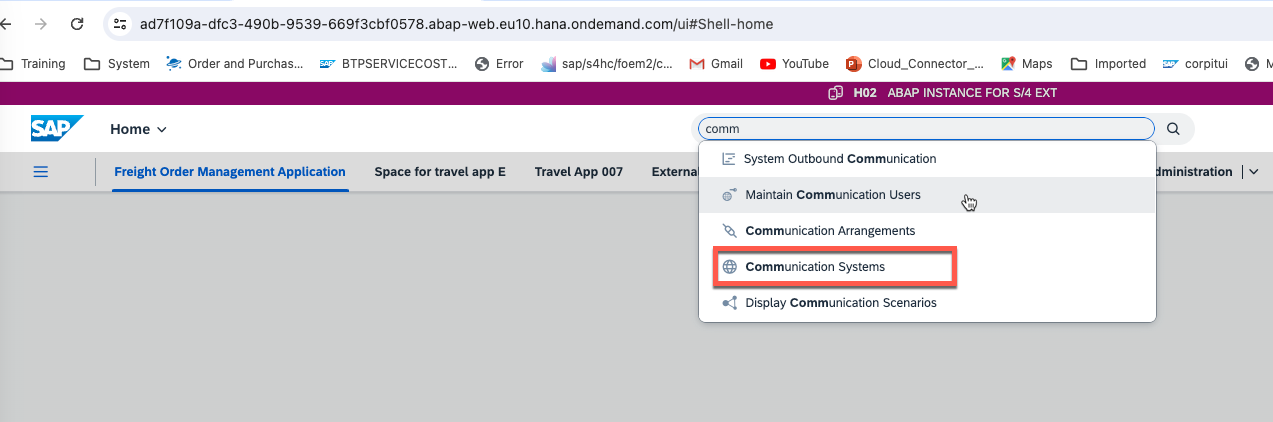 ad7f109a-dfc3-490b-9539-669f3cbf0578.abap-web.eu10.hana.ondemand.com/ui#Shell-home
Training System Order and Purchas... SAP BTPSERVICECOST... Error sap/s4hc/foem2/c... Gmail YouTube Cloud_Connector_... Maps Imported SAP corpitui M
H02 ABAP INSTANCE FOR S/4 EXT
SAP Home comm
Freight Order Management Application Space for travel app E Travel App 007 External dministration
System Outbound Communication
Maintain Communication Users
Communication Arrangements
Communication Systems
Display Communication Scenarios